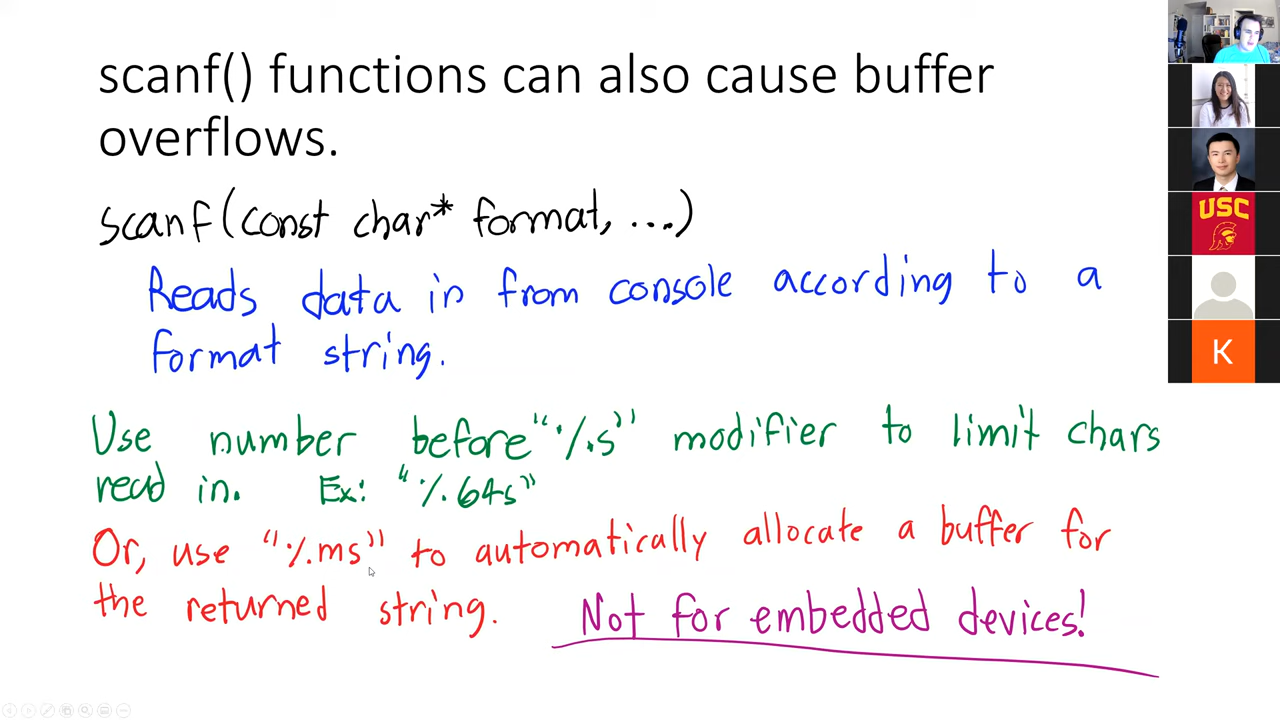 scanf() functions can also cause buffer
overflows.
scanf(const char* format, ...)
Reads data in from console according to a
format string.
Use number before "%s" modifier to limit chars
read in. Ex: "%64s"
Or, use "%ms" to automatically allocate a buffer for
the returned string. Not for embedded devices!
USC
K